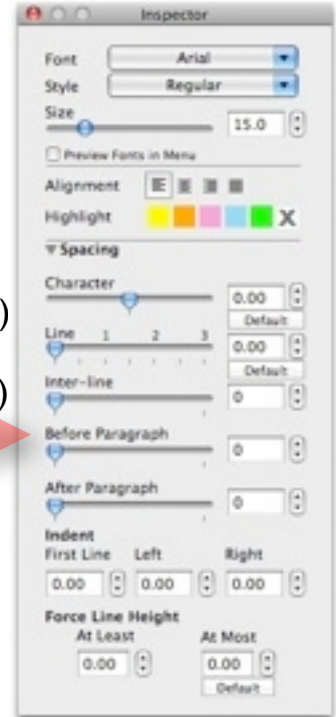 Inspector
Font Arial
Style Regular
Size
15.0
Preview Fonts in Menu
Alignment
Highlight X
▼ Spacing
Character
0.00
Default
)
Line 1 2 3
0.00
Default
)
Inter-line
0
Before Paragraph
0
After Paragraph
0
Indent
First Line Left Right
0.00 0.00 0.00
Force Line Height
At Least At Most
0.00 0.00
Default